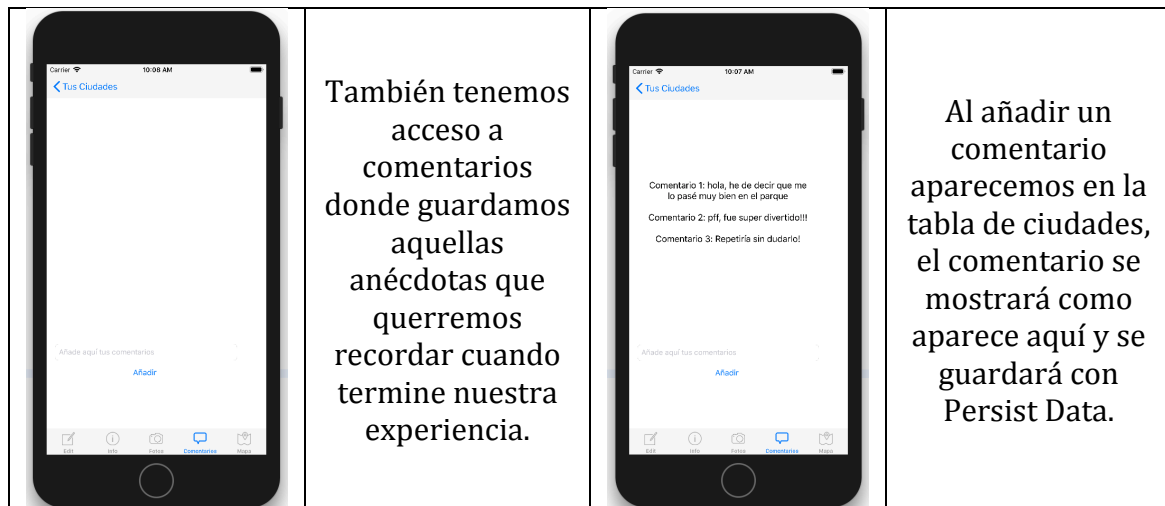 Carrier 10:06 AM
Tus Ciudades
Añade aquí tus comentarios
Añadir
Edit Info Fotos Comentarios Mapa
También tenemos
acceso a
comentarios
donde guardamos
aquellas
anécdotas que
querremos
recordar cuando
termine nuestra
experiencia.
Carrier 10:07 AM
Tus Ciudades
Comentario 1: hola, he de decir que me
lo pasé muy bien en el parque
Comentario 2: pff, fue super divertido!!!
Comentario 3: Repetiría sin dudarlo!
Añade aquí tus comentarios
Añadir
Edit Info Fotos Comentarios Mapa
Al añadir un
comentario
aparecemos en la
tabla de ciudades,
el comentario se
mostrará como
aparece aquí y se
guardará con
Persist Data.